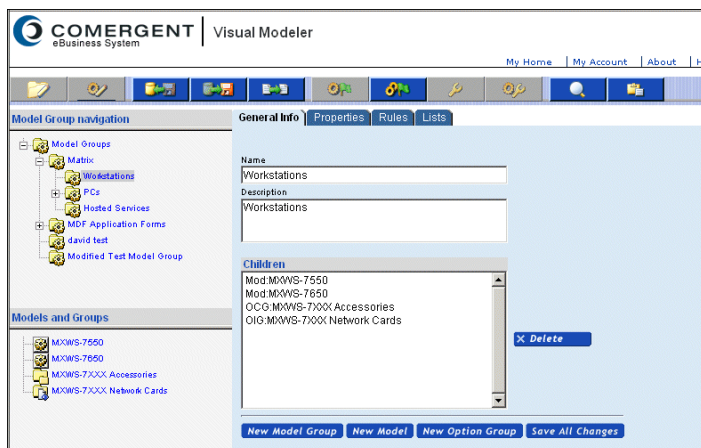 COMERGENT
eBusiness System
Visual Modeler
My Home | My Account | About |
Model Group navigation
General Info
Properties
Rules
Lists
Model Groups
Matrix
Workstations
PCs
Hosted Services
MDF Application Forms
david test
Modified Test Model Group
Name
Workstations
Description
Workstations
Children
Mod:MXWS-7550
Mod:MXWS-7650
OCG:MXWS-7XXX Accessories
OIG:MXWS-7XXX Network Cards
X Delete
Models and Groups
MXWS-7550
MXWS-7650
MXWS-7XXX Accessories
MXWS-7XXX Network Cards
New Model Group
New Model
New Option Group
Save All Changes